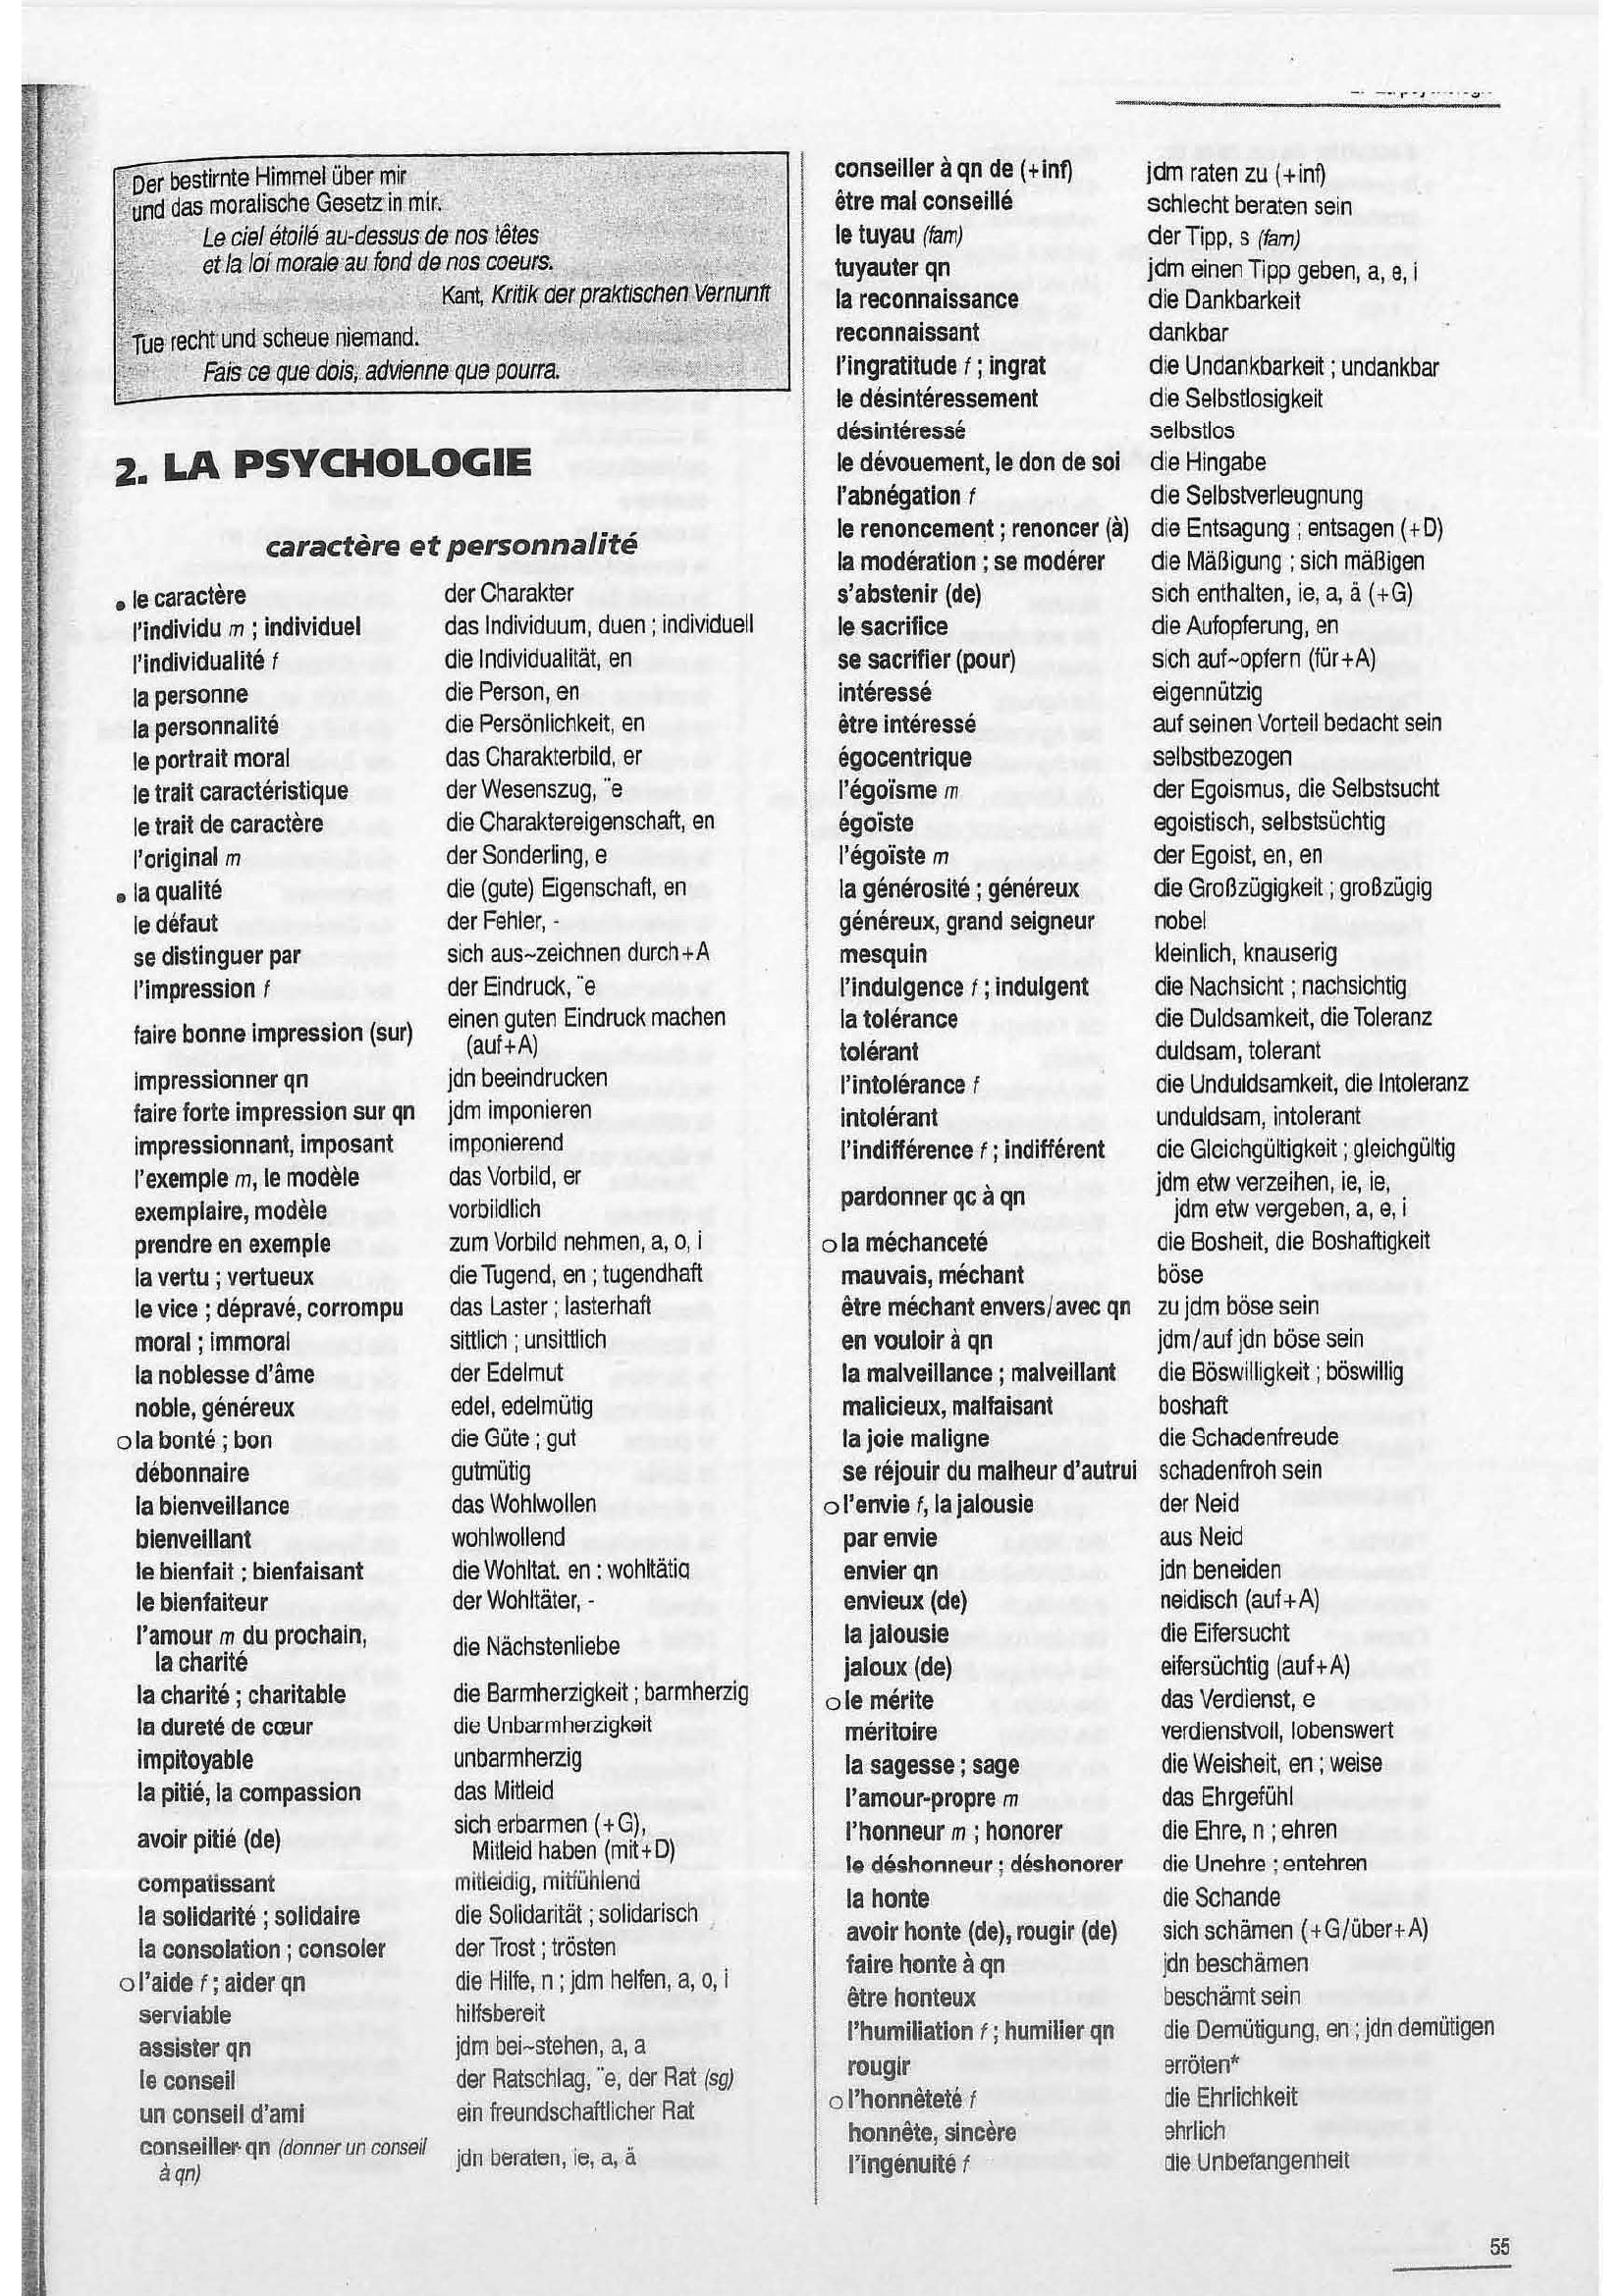 Der bestirnte Himmel über mir
und das moralische Gesetz in mir.
Le ciel étoilé au-dessus de nos têtes
et la loi morale au fond de nos coeurs.
Kant, Kritik der praktischen Vernunft
Tue recht und scheue niemand.
Fais ce que dois, advienne que pourra.
2. LA PSYCHOLOGIE
caractère et personnalité
• le caractère der Charakter
l'individu m ; individuel das Individuum, duen ; individuell
l'individualité f die Individualität, en
la personne die Person, en
la personnalité die Persönlichkeit, en
le portrait moral das Charakterbild, er
le trait caractéristique der Wesenszug, ¨e
le trait de caractère die Charaktereigenschaft, en
l'original m der Sonderling, e
• la qualité die (gute) Eigenschaft, en
le défaut der Fehler, -
se distinguer par sich aus~zeichnen durch+A
l'impression f der Eindruck, ¨e
faire bonne impression (sur) einen guten Eindruck machen
(auf+A)
impressionner qn jdn beeindrucken
faire forte impression sur qn jdm imponieren
impressionnant, imposant imponierend
l'exemple m, le modèle das Vorbild, er
exemplaire, modèle vorbildlich
prendre en exemple zum Vorbild nehmen, a, o, i
la vertu ; vertueux die Tugend, en ; tugendhaft
le vice ; dépravé, corrompu das Laster ; lasterhaft
moral ; immoral sittlich ; unsittlich
la noblesse d'âme der Edelmut
noble, généreux edel, edelmütig
o la bonté ; bon die Güte ; gut
débonnaire gutmütig
la bienveillance das Wohlwollen
bienveillant wohlwollend
le bienfait ; bienfaisant die Wohltat, en ; wohltätig
le bienfaiteur der Wohltäter, -
l'amour m du prochain,
la charité die Nächstenliebe
la charité ; charitable die Barmherzigkeit ; barmherzig
la dureté de cœur die Unbarmherzigkeit
impitoyable unbarmherzig
la pitié, la compassion das Mitleid
avoir pitié (de) sich erbarmen (+G),
Mitleid haben (mit+D)
compatissant mitleidig, mitfühlend
la solidarité ; solidaire die Solidarität ; solidarisch
la consolation ; consoler der Trost ; trösten
o l'aide f ; aider qn die Hilfe, n ; jdm helfen, a, o, i
serviable hilfsbereit
assister qn jdm bei~stehen, a, a
le conseil der Ratschlag, ¨e, der Rat (sg)
un conseil d'ami ein freundschaftlicher Rat
conseiller qn (donner un conseil
à qn) jdn beraten, ie, a, ä
conseiller à qn de (+inf) jdm raten zu (+inf)
être mal conseillé schlecht beraten sein
le tuyau (fam) der Tipp, s (fam)
tuyauter qn jdm einen Tipp geben, a, e, i
la reconnaissance die Dankbarkeit
reconnaissant dankbar
l'ingratitude f ; ingrat die Undankbarkeit ; undankbar
le désintéressement die Selbstlosigkeit
désintéressé selbstlos
le dévouement, le don de soi die Hingabe
l'abnégation f die Selbstverleugnung
le renoncement ; renoncer (à) die Entsagung ; entsagen (+D)
la modération ; se modérer die Mäßigung ; sich mäßigen
s'abstenir (de) sich enthalten, ie, a, ä (+G)
le sacrifice die Aufopferung, en
se sacrifier (pour) sich auf~opfern (für+A)
intéressé eigennützig
être intéressé auf seinen Vorteil bedacht sein
égocentrique selbstbezogen
l'égoïsme m der Egoismus, die Selbstsucht
égoïste egoistisch, selbstsüchtig
l'égoïste m der Egoist, en, en
la générosité ; généreux die Großzügigkeit ; großzügig
généreux, grand seigneur nobel
mesquin kleinlich, knauserig
l'indulgence f ; indulgent die Nachsicht ; nachsichtig
la tolérance die Duldsamkeit, die Toleranz
tolérant duldsam, tolerant
l'intolérance f die Unduldsamkeit, die Intoleranz
intolérant unduldsam, intolerant
l'indifférence f ; indifférent die Gleichgültigkeit ; gleichgültig
pardonner qc à qn jdm etw verzeihen, ie, ie,
jdm etw vergeben, a, e, i
o la méchanceté die Bosheit, die Boshaftigkeit
mauvais, méchant böse
être méchant envers/avec qn zu jdm böse sein
en vouloir à qn jdm/auf jdn böse sein
la malveillance ; malveillant die Böswilligkeit ; böswillig
malicieux, malfaisant boshaft
la joie maligne die Schadenfreude
se réjouir du malheur d'autrui schadenfroh sein
o l'envie f, la jalousie der Neid
par envie aus Neid
envier qn jdn beneiden
envieux (de) neidisch (auf+A)
la jalousie die Eifersucht
jaloux (de) eifersüchtig (auf+A)
o le mérite das Verdienst, e
méritoire verdienstvoll, lobenswert
la sagesse ; sage die Weisheit, en ; weise
l'amour-propre m das Ehrgefühl
l'honneur m ; honorer die Ehre, n ; ehren
le déshonneur ; déshonorer die Unehre ; entehren
la honte die Schande
avoir honte (de), rougir (de) sich schämen (+G/über+A)
faire honte à qn jdn beschämen
être honteux beschämt sein
l'humiliation f ; humilier qn die Demütigung, en ; jdn demütigen
rougir erröten*
o l'honnêteté f die Ehrlichkeit
honnête, sincère ehrlich
l'ingénuité f die Unbefangenheit
55